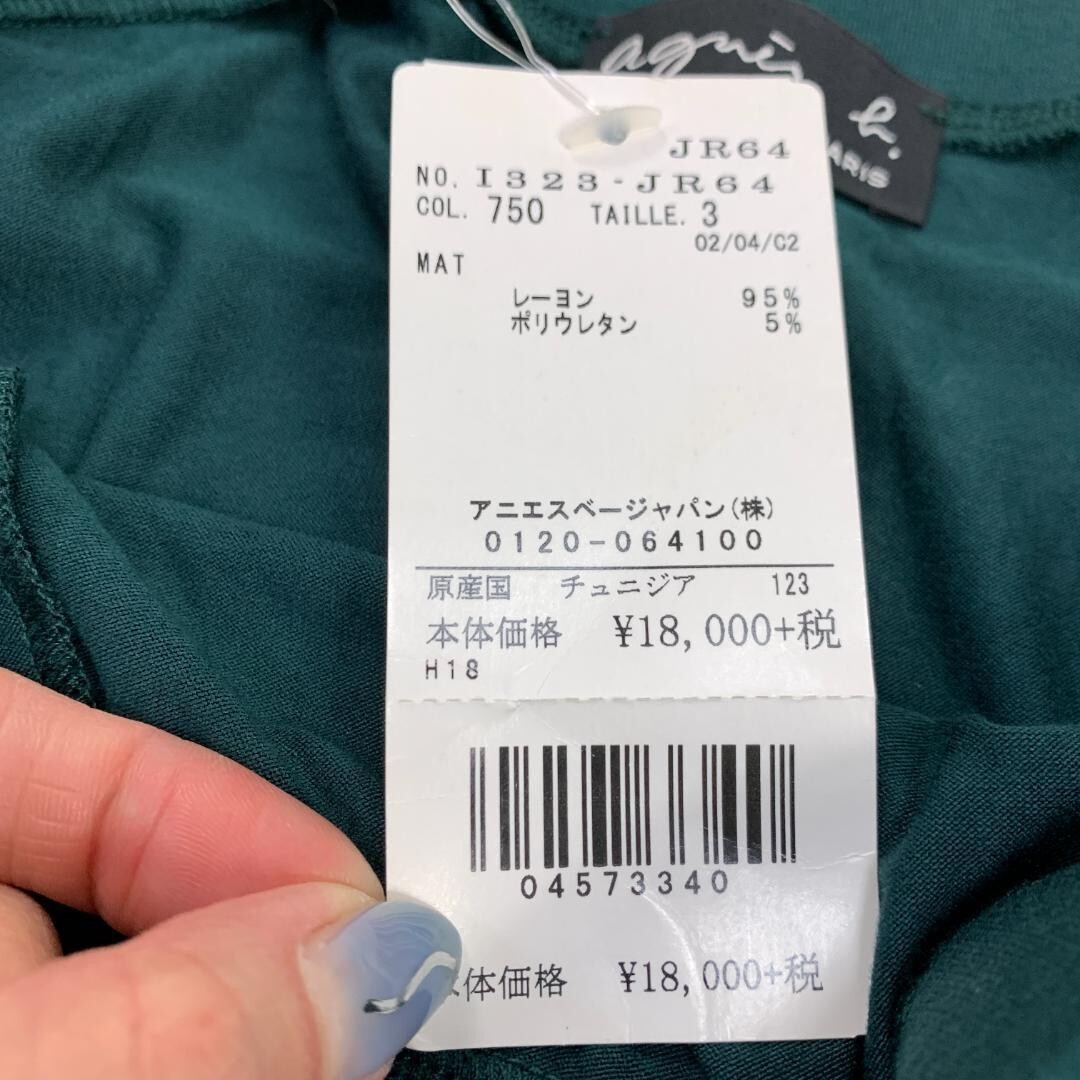 agnès b.
PARIS
JR64
NO. I323-JR64
COL. 750 TAILLE. 3
02/04/C2
MAT
レーヨン 95%
ポリウレタン 5%
アニエスベージャパン(株)
0120-064100
原産国 チュニジア 123
本体価格 ¥18,000+税
H18
04573340
体価格 ¥18,000+税